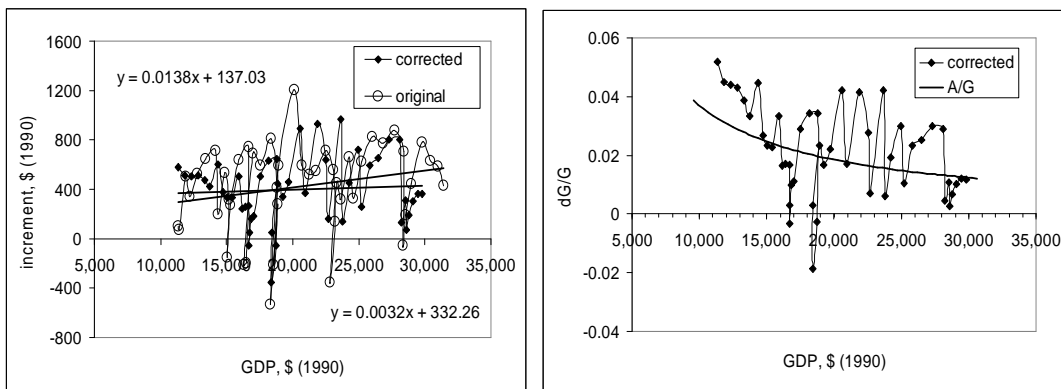 1600
1200
800
400
0
-400
-800
increment, $ (1990)
5,000 10,000 15,000 20,000 25,000 30,000 35,000
GDP, $ (1990)
y = 0.0138x + 137.03
corrected
original
y = 0.0032x + 332.26
0.06
0.04
0.02
0
-0.02
-0.04
dG/G
5,000 10,000 15,000 20,000 25,000 30,000 35,000
GDP, $ (1990)
corrected
A/G